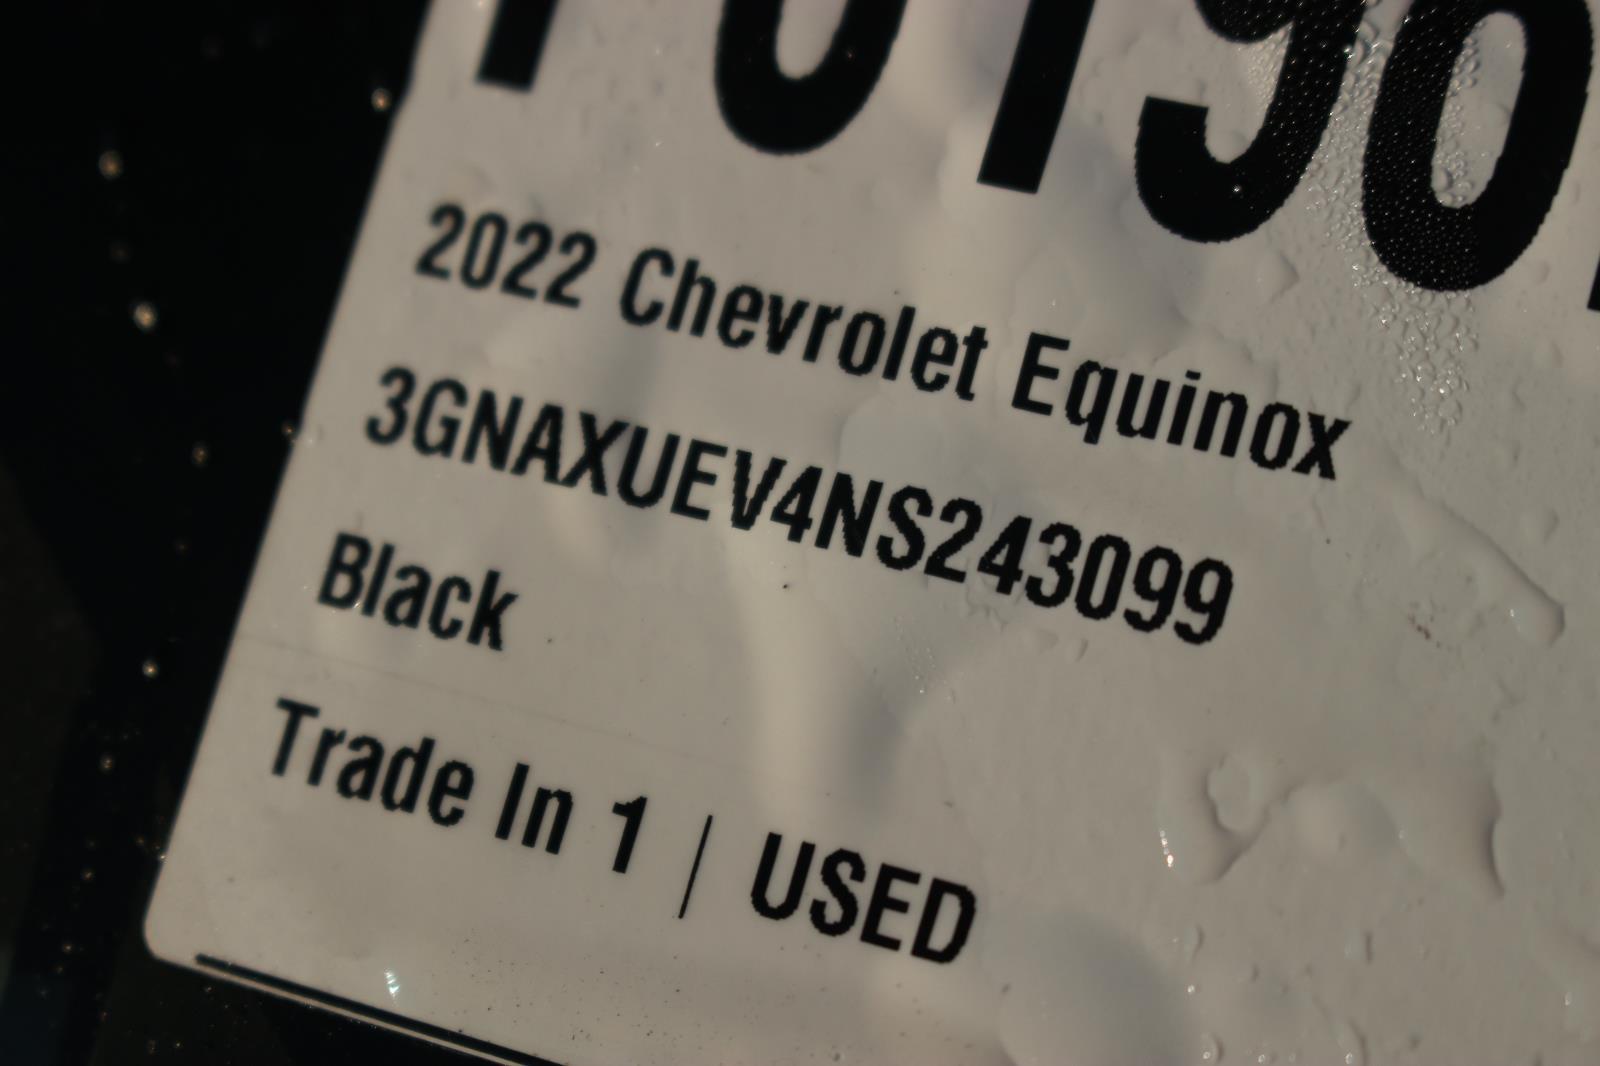 2022 Chevrolet Equinox
3GNAXUEV4NS243099
Black
Trade In 1 | USED